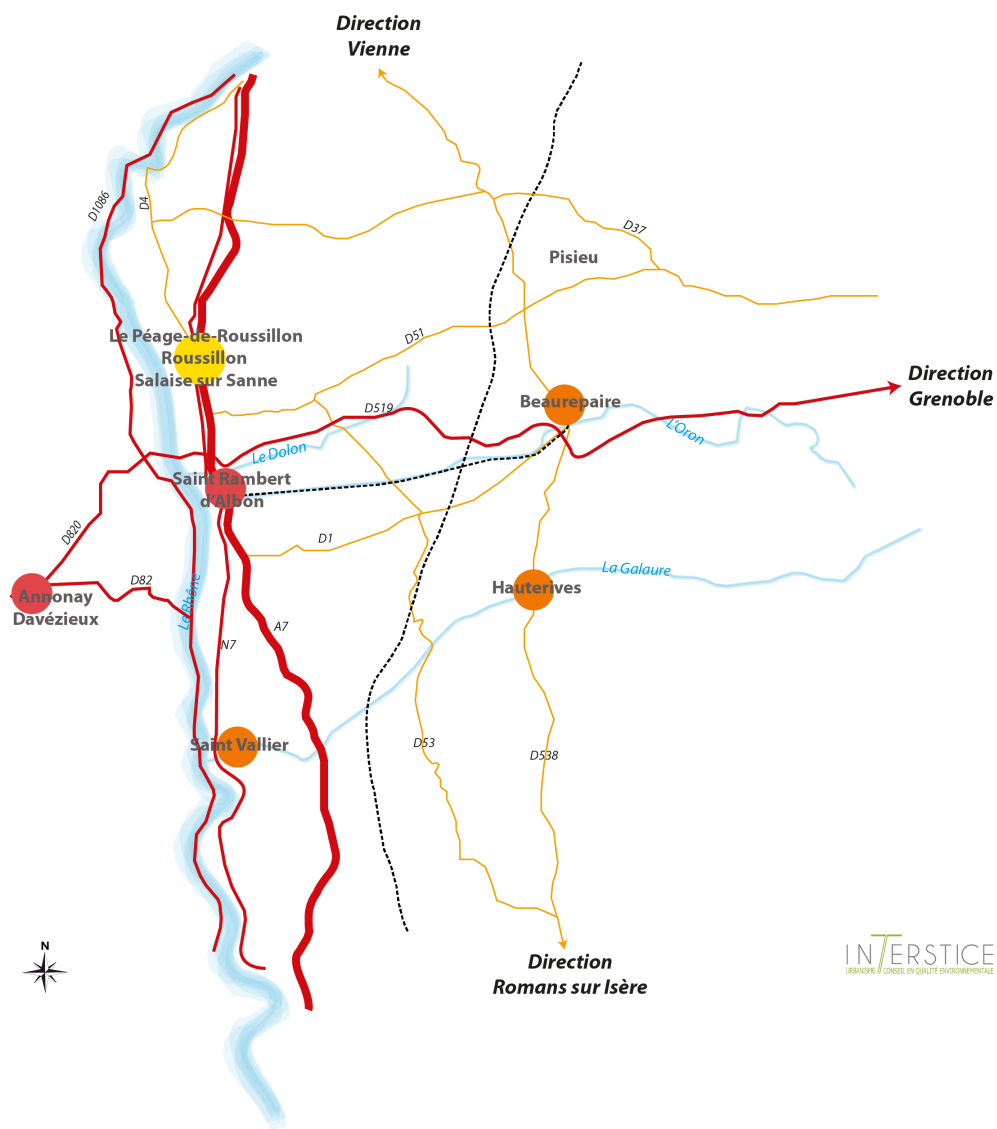 Direction
Vienne
D1086
D4
D37
Pisieu
Le Péage-de-Roussillon
Roussillon
Salaise sur Sanne
D51
Direction
Grenoble
Beaurepaire
D519
L'Oron
Le Dolon
Saint Rambert
d'Albon
D820
D1
D82
Annonay
Davézieux
Le Rhône
La Galaure
Hauterives
N7
A7
Saint Vallier
D53
D538
N
Direction
Romans sur Isère
INTERSTICE
URBANISME CONSEIL EN QUALITÉ ENVIRONNEMENTALE